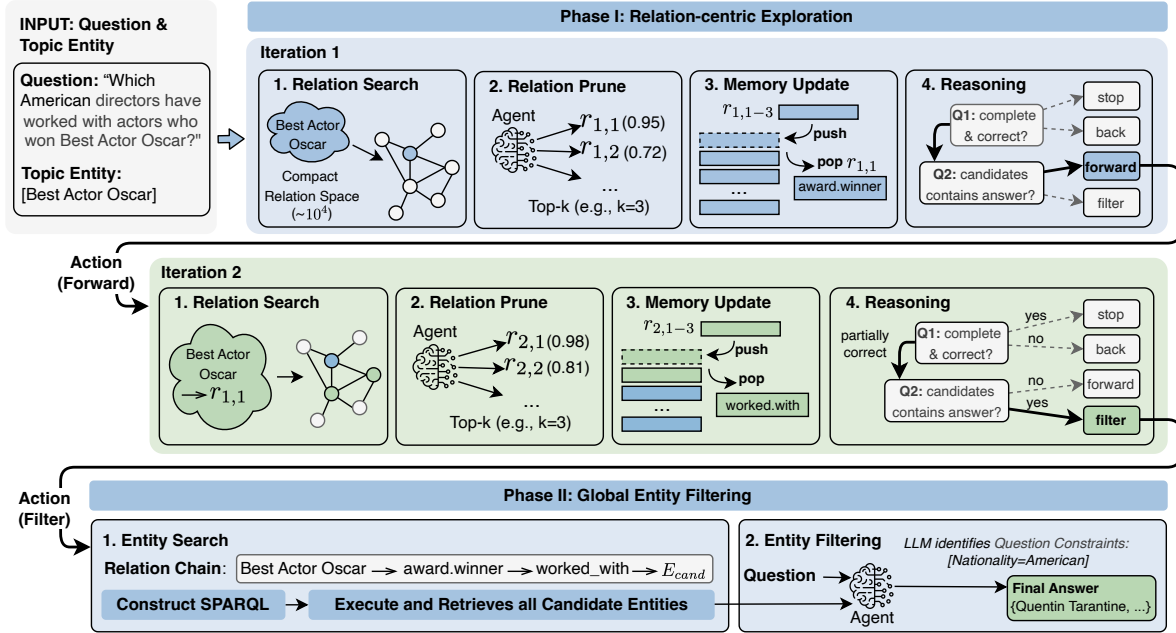 INPUT: Question &
Topic Entity
Question: “Which
American directors have
worked with actors who
won Best Actor Oscar?"
Topic Entity:
[Best Actor Oscar]
Phase I: Relation-centric Exploration
Iteration 1
1. Relation Search
Best Actor
Oscar
Compact
Relation Space
(~10⁴)
2. Relation Prune
Agent
r₁,₁(0.95)
r₁,₂(0.72)
...
Top-k (e.g., k=3)
3. Memory Update
r₁,₁₋₃
push
pop r₁,₁
...
award.winner
4. Reasoning
Q1: complete
& correct?
Q2: candidates
contains answer?
stop
back
forward
filter
Action
(Forward)
Iteration 2
1. Relation Search
Best Actor
Oscar
→ r₁,₁
2. Relation Prune
Agent
r₂,₁(0.98)
r₂,₂(0.81)
...
Top-k (e.g., k=3)
3. Memory Update
r₂,₁₋₃
push
pop
...
worked.with
4. Reasoning
partially
correct
Q1: complete
& correct?
yes
no
Q2: candidates
contains answer?
no
yes
stop
back
forward
filter
Action
(Filter)
Phase II: Global Entity Filtering
1. Entity Search
Relation Chain: Best Actor Oscar → award.winner → worked_with → E_cand
Construct SPARQL
Execute and Retrieves all Candidate Entities
2. Entity Filtering
LLM identifies Question Constraints:
[Nationality=American]
Question
Agent
Final Answer
{Quentin Tarantine, ...}